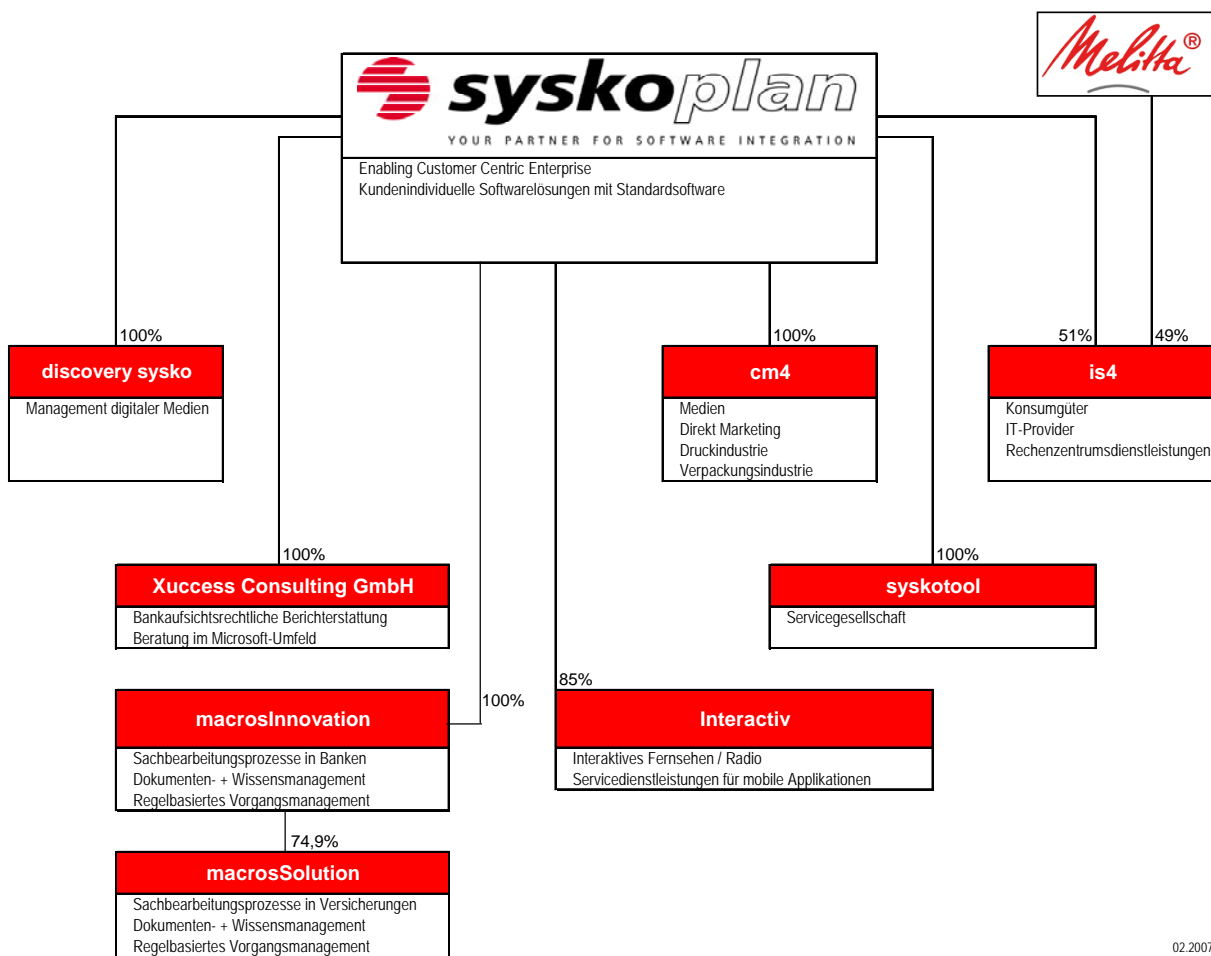 Melitta®
syskoplan
YOUR PARTNER FOR SOFTWARE INTEGRATION
Enabling Customer Centric Enterprise
Kundenindividuelle Softwarelösungen mit Standardsoftware
100%
discovery sysko
Management digitaler Medien
100%
cm4
Medien
Direkt Marketing
Druckindustrie
Verpackungsindustrie
51%
49%
is4
Konsumgüter
IT-Provider
Rechenzentrumsdienstleistungen
100%
Xuccess Consulting GmbH
Bankaufsichtsrechtliche Berichterstattung
Beratung im Microsoft-Umfeld
100%
syskotool
Servicegesellschaft
100%
macrosInnovation
Sachbearbeitungsprozesse in Banken
Dokumenten- + Wissensmanagement
Regelbasiertes Vorgangsmanagement
85%
Interactiv
Interaktives Fernsehen / Radio
Servicedienstleistungen für mobile Applikationen
74,9%
macrosSolution
Sachbearbeitungsprozesse in Versicherungen
Dokumenten- + Wissensmanagement
Regelbasiertes Vorgangsmanagement
02.2007